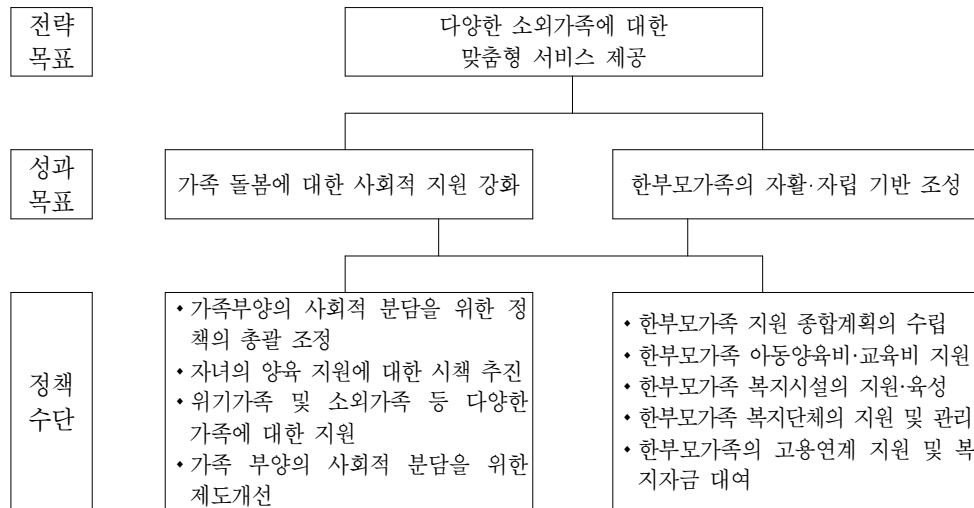 전략
목표
다양한 소외가족에 대한
맞춤형 서비스 제공
성과
목표
가족 돌봄에 대한 사회적 지원 강화
한부모가족의 자활·자립 기반 조성
정책
수단
◆ 가족부양의 사회적 분담을 위한 정
책의 총괄 조정
◆ 자녀의 양육 지원에 대한 시책 추진
◆ 위기가족 및 소외가족 등 다양한
가족에 대한 지원
◆ 가족 부양의 사회적 분담을 위한
제도개선
◆ 한부모가족 지원 종합계획의 수립
◆ 한부모가족 아동양육비·교육비 지원
◆ 한부모가족 복지시설의 지원·육성
◆ 한부모가족 복지단체의 지원 및 관리
◆ 한부모가족의 고용연계 지원 및 복
지자금 대여